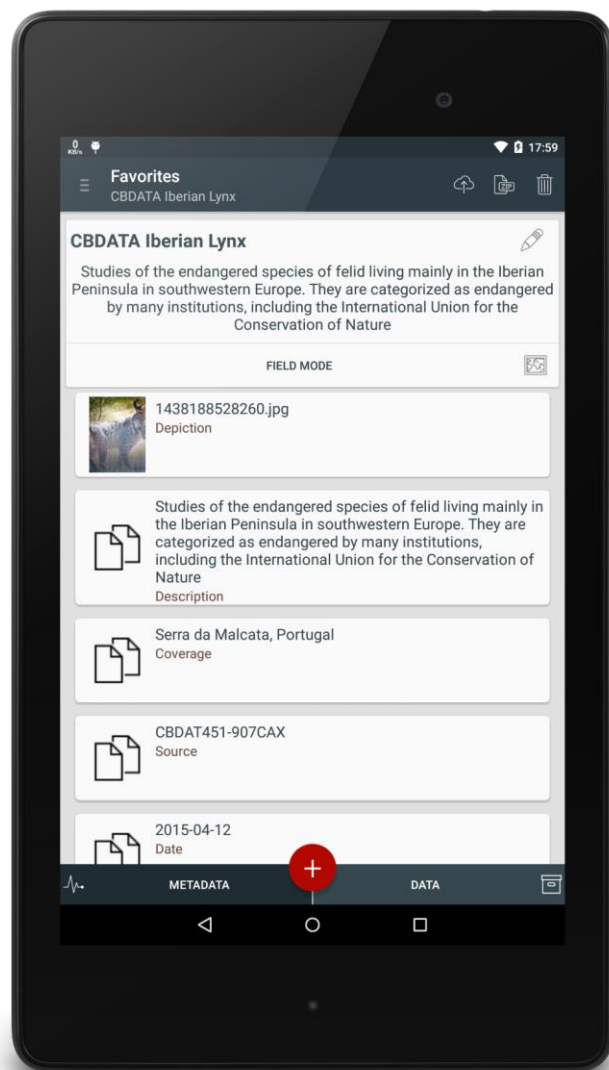 0
KB/s
17:59
Favorites
CBDATA Iberian Lynx
ZIP
CBDATA Iberian Lynx
Studies of the endangered species of felid living mainly in the Iberian
Peninsula in southwestern Europe. They are categorized as endangered
by many institutions, including the International Union for the
Conservation of Nature
FIELD MODE
1438188528260.jpg
Depiction
Studies of the endangered species of felid living mainly in
the Iberian Peninsula in southwestern Europe. They are
categorized as endangered by many institutions,
including the International Union for the Conservation of
Nature
Description
Serra da Malcata, Portugal
Coverage
CBDAT451-907CAX
Source
2015-04-12
Date
METADATA
+
DATA